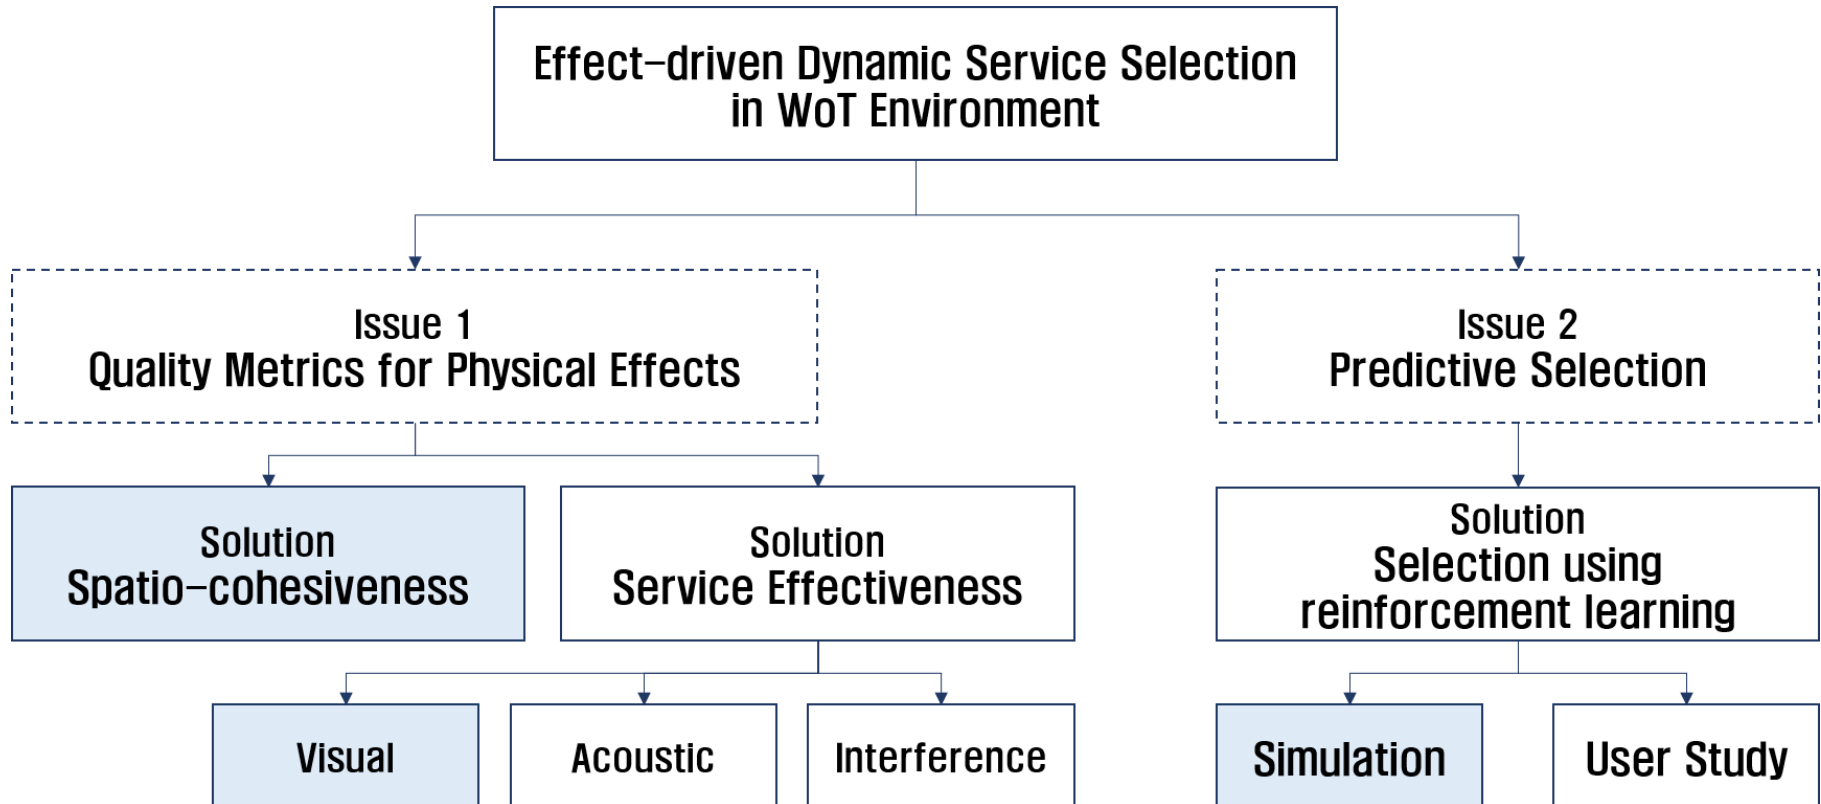 Effect-driven Dynamic Service Selection
in WoT Environment
Issue 1
Quality Metrics for Physical Effects
Issue 2
Predictive Selection
Solution
Spatio-cohesiveness
Solution
Service Effectiveness
Solution
Selection using
reinforcement learning
Visual
Acoustic
Interference
Simulation
User Study